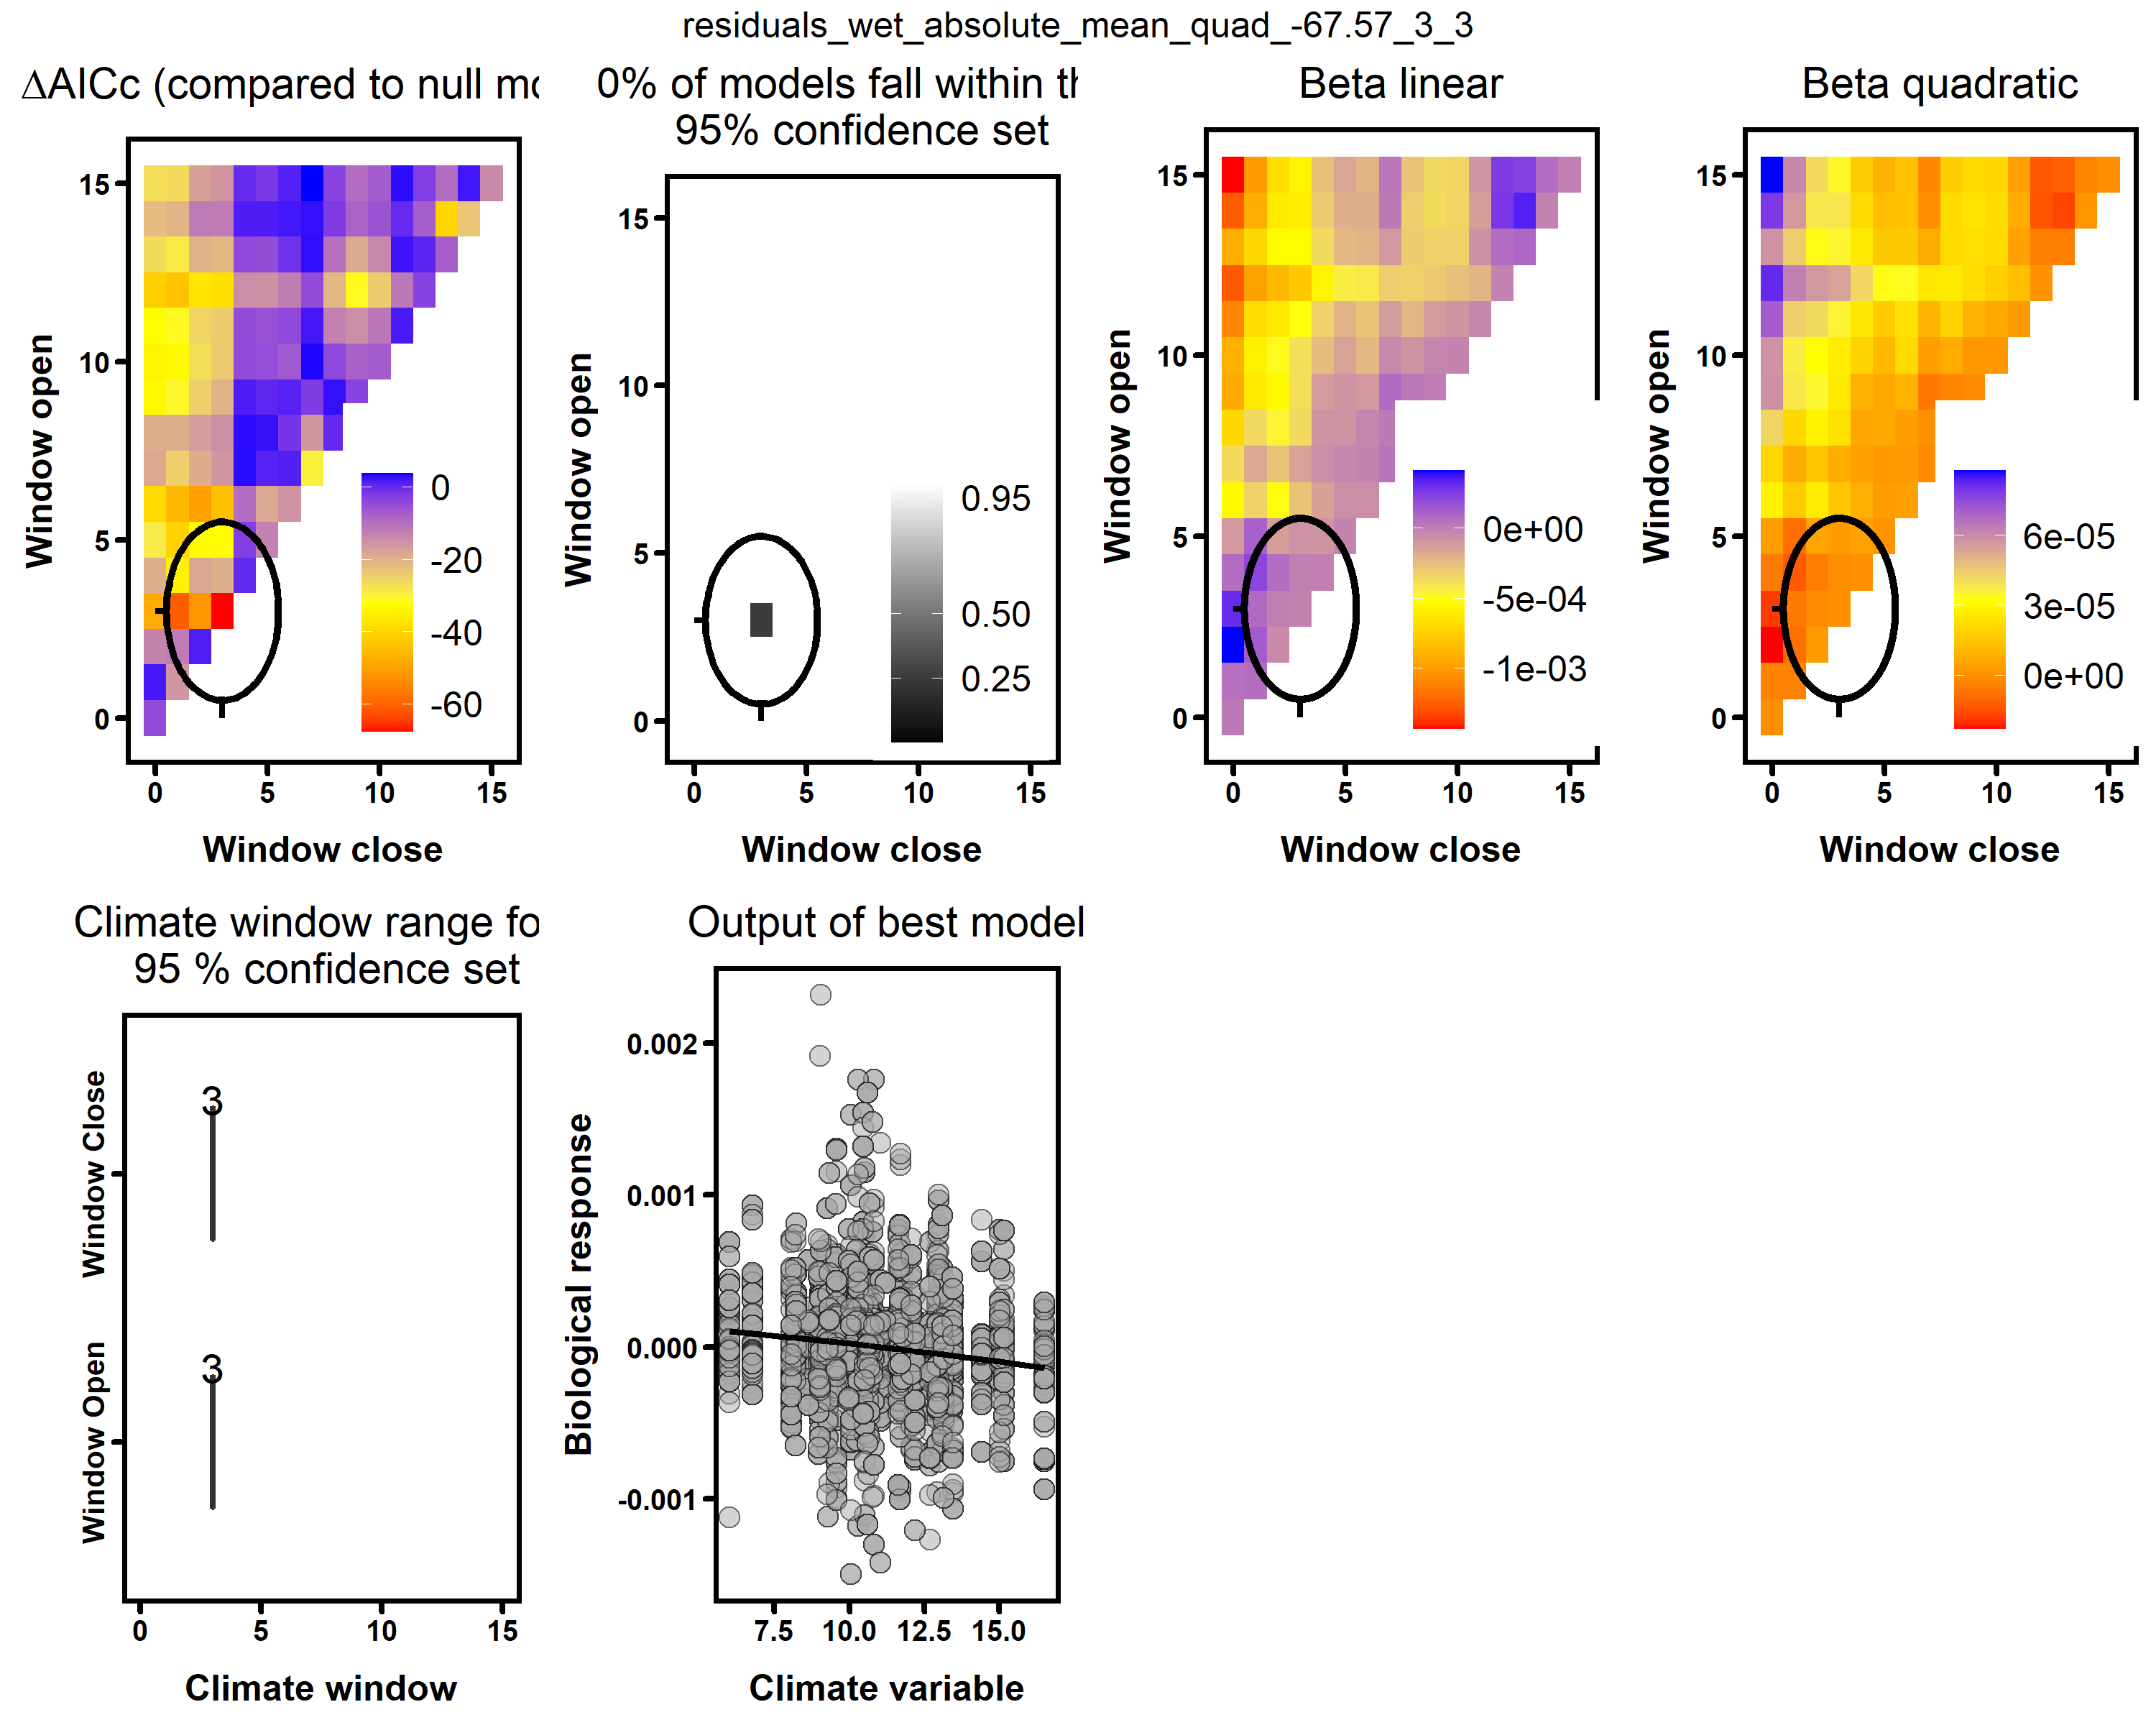 residuals_wet_absolute_mean_quad_-67.57_3_3
ΔAICc (compared to null mo
Window open
15
10
5
0
0
-20
-40
-60
0 5 10 15
Window close
0% of models fall within th
95% confidence set
Window open
15
10
5
0
0.95
0.50
0.25
0 5 10 15
Window close
Beta linear
Window open
15
10
5
0
0e+00
-5e-04
-1e-03
0 5 10 15
Window close
Beta quadratic
Window open
15
10
5
0
6e-05
3e-05
0e+00
0 5 10 15
Window close
Climate window range fo
95 % confidence set
Window Close
Window Open
3
3
0 5 10 15
Climate window
Output of best model
Biological response
0.002
0.001
0.000
-0.001
7.5 10.0 12.5 15.0
Climate variable